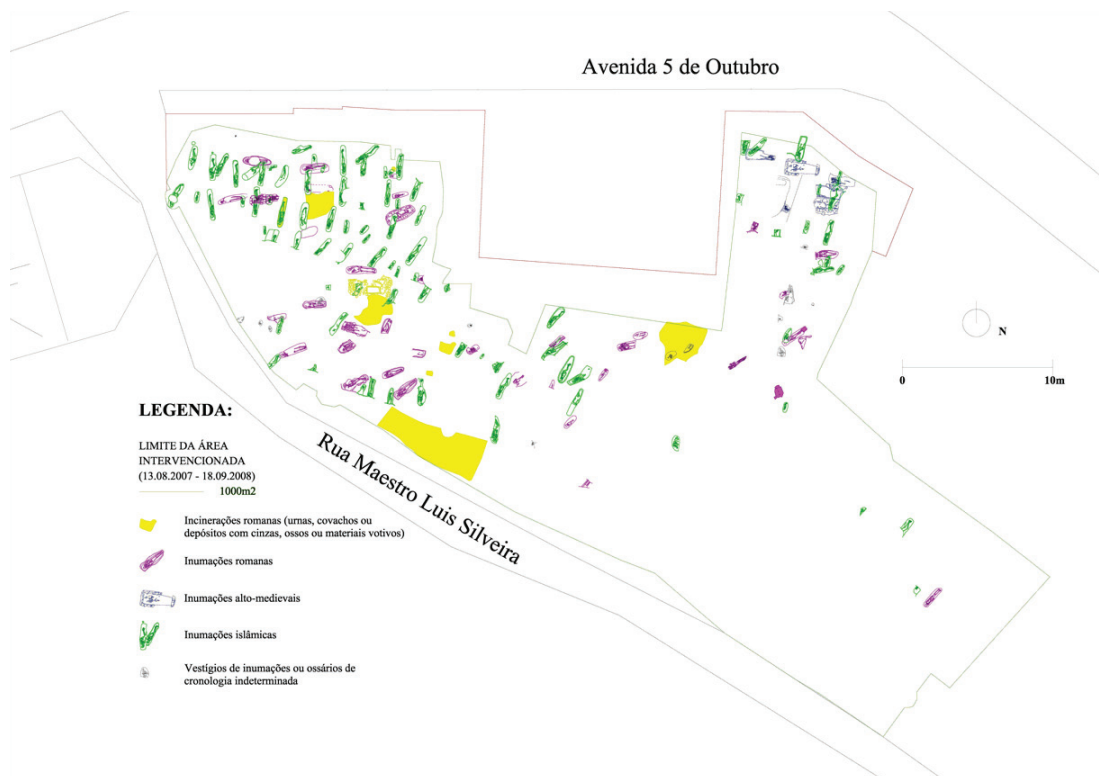 Avenida 5 de Outubro
N
0 10m
LEGENDA:
LIMITE DA ÁREA
INTERVENCIONADA
(13.08.2007 - 18.09.2008)
1000m2
Incinerações romanas (urnas, covachos ou
depósitos com cinzas, ossos ou materiais votivos)
Inumações romanas
Inumações alto-medievais
Inumações islâmicas
Vestígios de inumações ou ossários de
cronologia indeterminada
Rua Maestro Luis Silveira